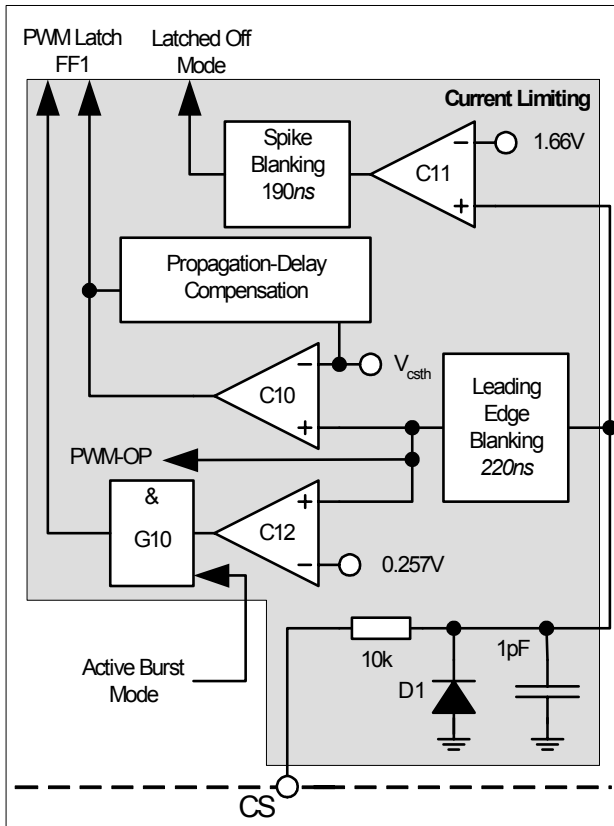 PWM Latch
FF1
Latched Off
Mode
Current Limiting
Spike
Blanking
190ns
C11
1.66V
Propagation-Delay
Compensation
C10
Vcsth
Leading
Edge
Blanking
220ns
PWM-OP
&
G10
C12
0.257V
Active Burst
Mode
10k
D1
1pF
CS